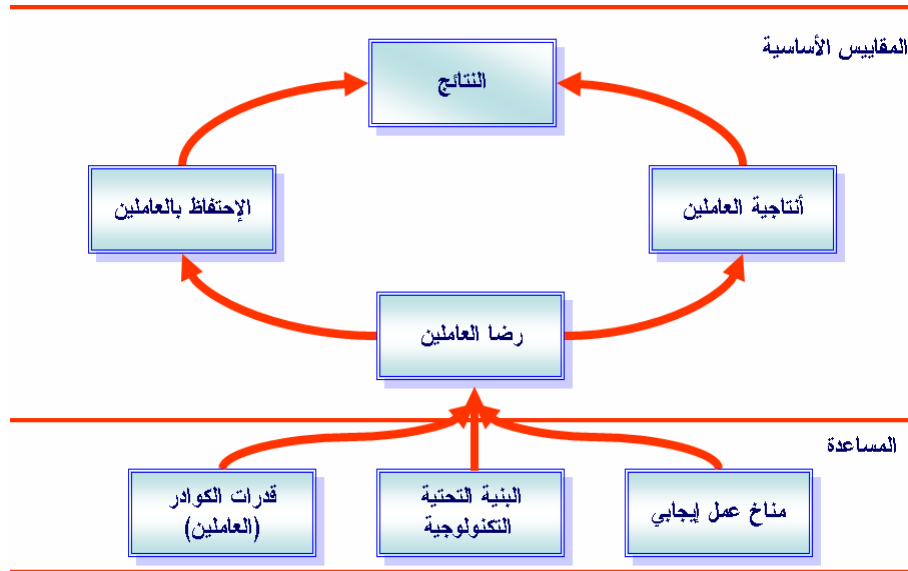 المقاييس الأساسية
النتائج
أنتاجية العاملين
الإحتفاظ بالعاملين
رضا العاملين
المساعدة
مناخ عمل إيجابي
البنية التحتية
التكنولوجية
قدرات الكوادر
(العاملين)